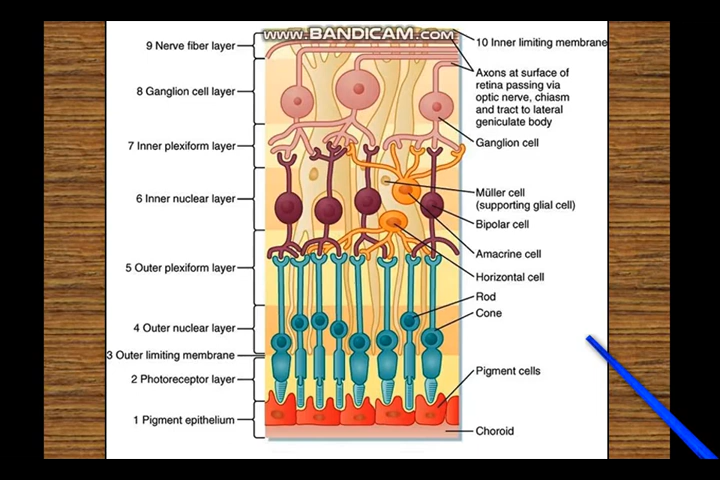 www.BANDICAM.com
9 Nerve fiber layer
8 Ganglion cell layer
7 Inner plexiform layer
6 Inner nuclear layer
5 Outer plexiform layer
4 Outer nuclear layer
3 Outer limiting membrane
2 Photoreceptor layer
1 Pigment epithelium
10 Inner limiting membrane
Axons at surface of
retina passing via
optic nerve, chiasm
and tract to lateral
geniculate body
Ganglion cell
Müller cell
(supporting glial cell)
Bipolar cell
Amacrine cell
Horizontal cell
Rod
Cone
Pigment cells
Choroid